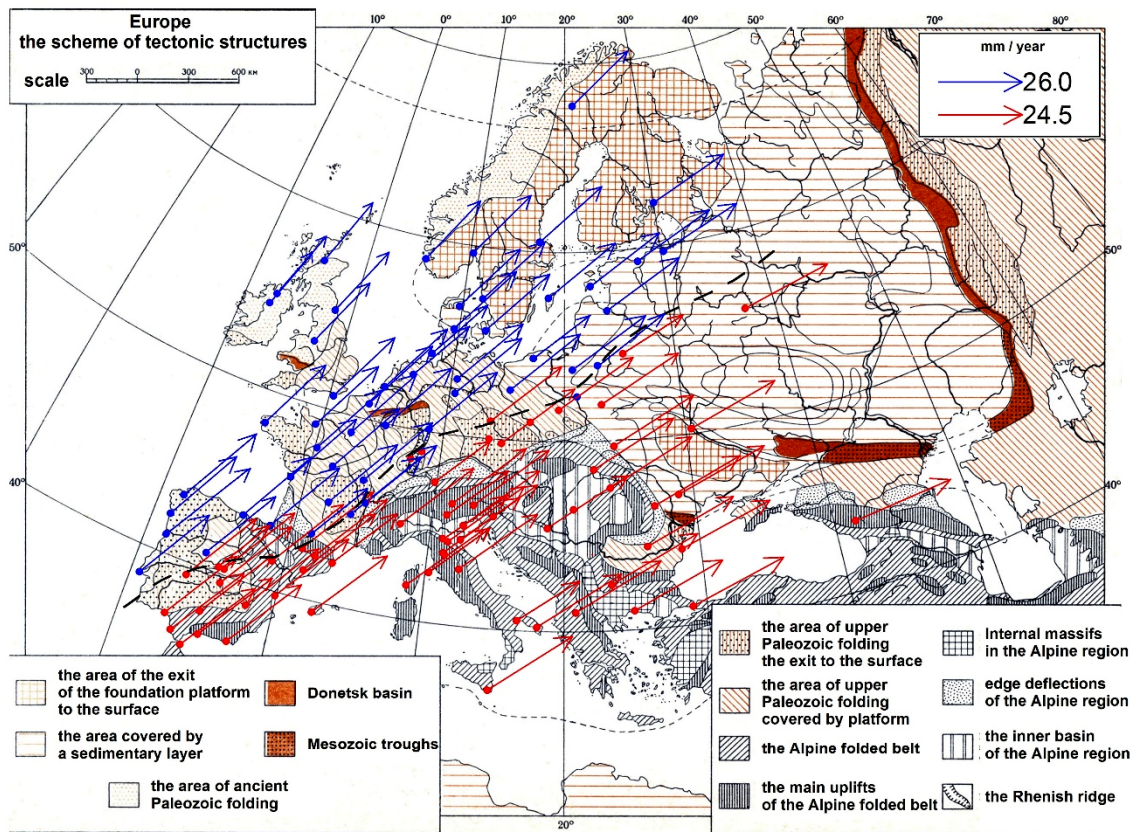 Europe
the scheme of tectonic structures
scale
300 0 300 600 км
10° 0° 10° 20° 30° 40° 50° 60° 70° 80°
mm / year
26.0
24.5
50°
50°
40°
40°
the area of the exit
of the foundation platform
to the surface
Donetsk basin
the area covered by
a sedimentary layer
Mesozoic troughs
the area of ancient
Paleozoic folding
the area of upper
Paleozoic folding
the exit to the surface
the area of upper
Paleozoic folding
covered by platform
the Alpine folded belt
the main uplifts
of the Alpine folded belt
Internal massifs
in the Alpine region
edge deflections
of the Alpine region
the inner basin
of the Alpine region
the Rhenish ridge
0°
10°
20°
30°